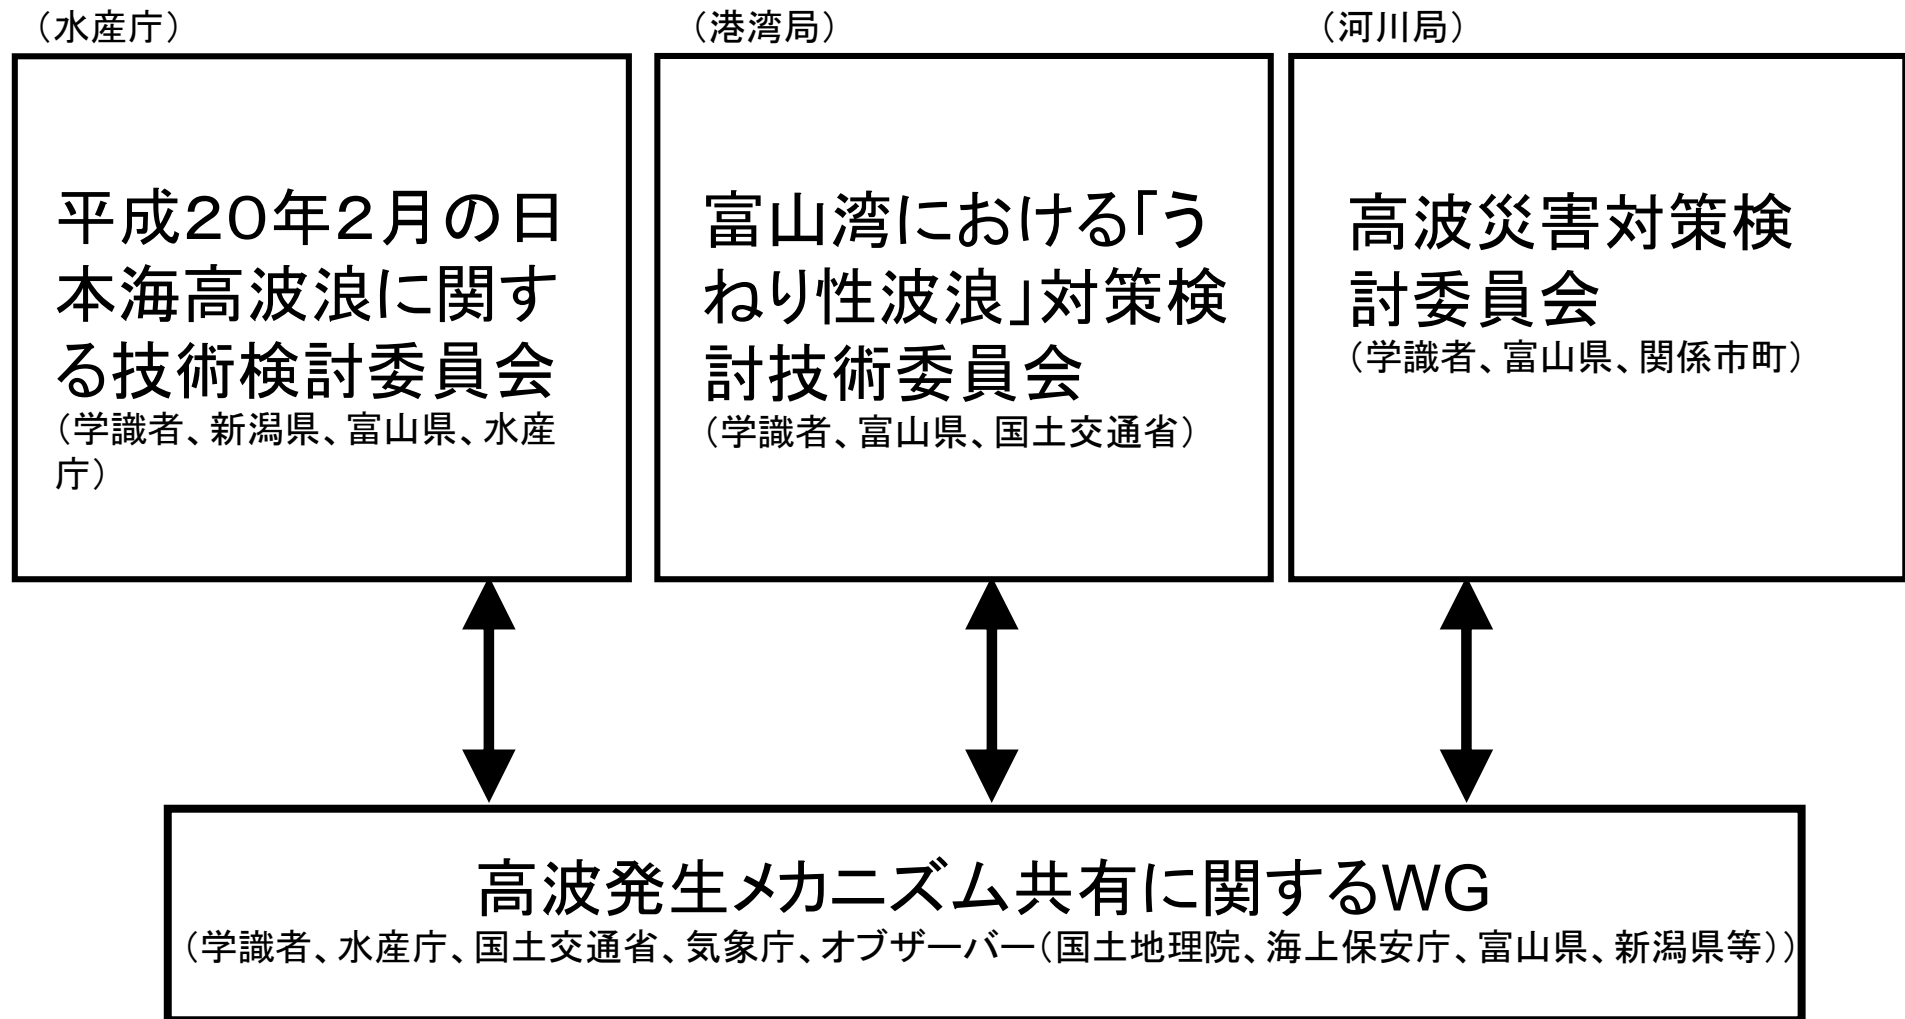 （水産庁）
平成２０年２月の日
本海高波浪に関す
る技術検討委員会
（学識者、新潟県、富山県、水産
庁）
（港湾局）
富山湾における「う
ねり性波浪」対策検
討技術委員会
（学識者、富山県、国土交通省）
（河川局）
高波災害対策検
討委員会
（学識者、富山県、関係市町）
高波発生メカニズム共有に関するWG
（学識者、水産庁、国土交通省、気象庁、オブザーバー（国土地理院、海上保安庁、富山県、新潟県等））